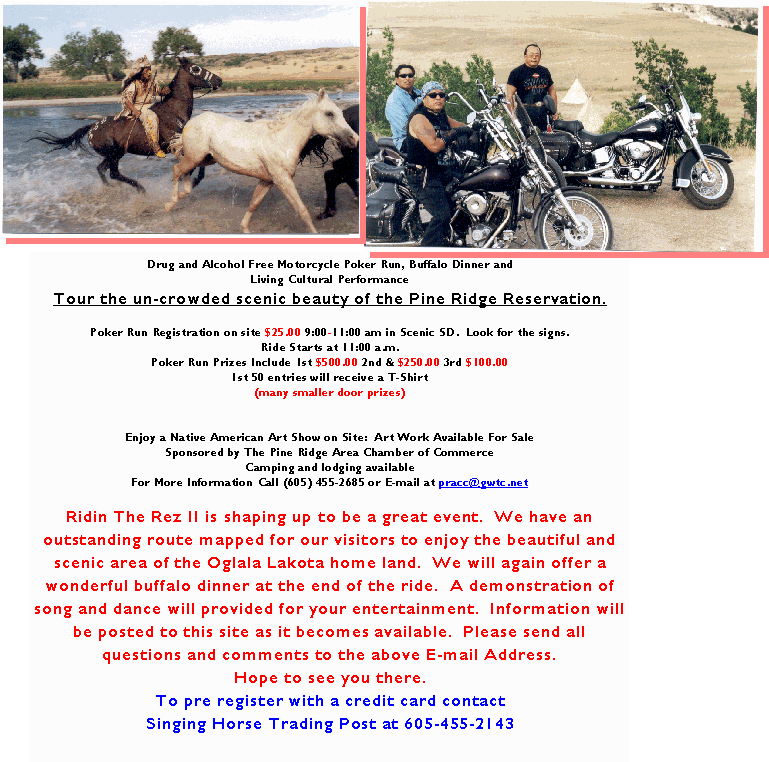 Drug and Alcohol Free Motorcycle Poker Run, Buffalo Dinner and
Living Cultural Performance
Tour the un-crowded scenic beauty of the Pine Ridge Reservation.
Poker Run Registration on site $25.00 9:00-11:00 am in Scenic SD. Look for the signs.
Ride Starts at 11:00 a.m.
Poker Run Prizes Include 1st $500.00 2nd & $250.00 3rd $100.00
1st 50 entries will receive a T-Shirt
(many smaller door prizes)
Enjoy a Native American Art Show on Site: Art Work Available For Sale
Sponsored by The Pine Ridge Area Chamber of Commerce
Camping and lodging available
For More Information Call (605) 455-2685 or E-mail at pracc@gwtc.net
Ridin The Rez II is shaping up to be a great event. We have an
outstanding route mapped for our visitors to enjoy the beautiful and
scenic area of the Oglala Lakota home land. We will again offer a
wonderful buffalo dinner at the end of the ride. A demonstration of
song and dance will provided for your entertainment. Information will
be posted to this site as it becomes available. Please send all
questions and comments to the above E-mail Address.
Hope to see you there.
To pre register with a credit card contact
Singing Horse Trading Post at 605-455-2143